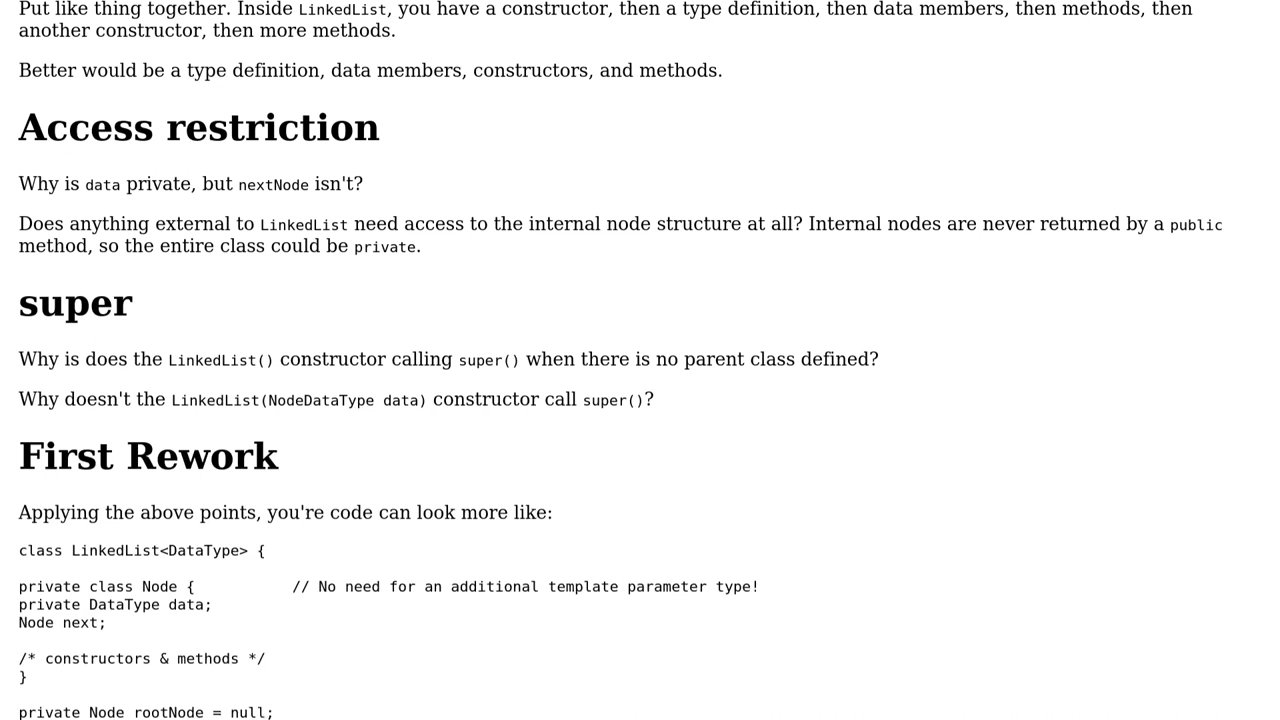 Put like thing together. Inside LinkedList, you have a constructor, then a type definition, then data members, then methods, then
another constructor, then more methods.
Better would be a type definition, data members, constructors, and methods.
Access restriction
Why is data private, but nextNode isn't?
Does anything external to LinkedList need access to the internal node structure at all? Internal nodes are never returned by a public
method, so the entire class could be private.
super
Why is does the LinkedList() constructor calling super() when there is no parent class defined?
Why doesn't the LinkedList(NodeDataType data) constructor call super()?
First Rework
Applying the above points, you're code can look more like:
class LinkedList<DataType> {
private class Node {           // No need for an additional template parameter type!
private DataType data;
Node next;
/* constructors & methods */
}
private Node rootNode = null;